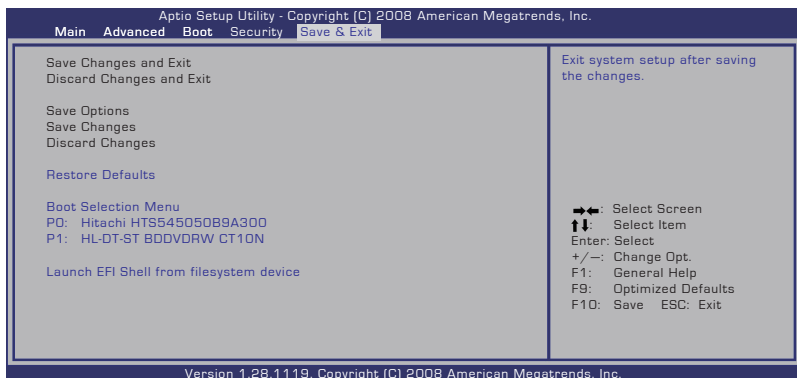 Aptio Setup Utility - Copyright (C) 2008 American Megatrends, Inc.
Main Advanced Boot Security Save & Exit
Save Changes and Exit
Discard Changes and Exit
Save Options
Save Changes
Discard Changes
Restore Defaults
Boot Selection Menu
P0: Hitachi HTS545050B9A300
P1: HL-DT-ST BDDVDRW CT10N
Launch EFI Shell from filesystem device
Exit system setup after saving
the changes.
→←: Select Screen
↑↓: Select Item
Enter: Select
+/—: Change Opt.
F1: General Help
F9: Optimized Defaults
F10: Save ESC: Exit
Version 1.28.1119. Copyright (C) 2008 American Megatrends, Inc.